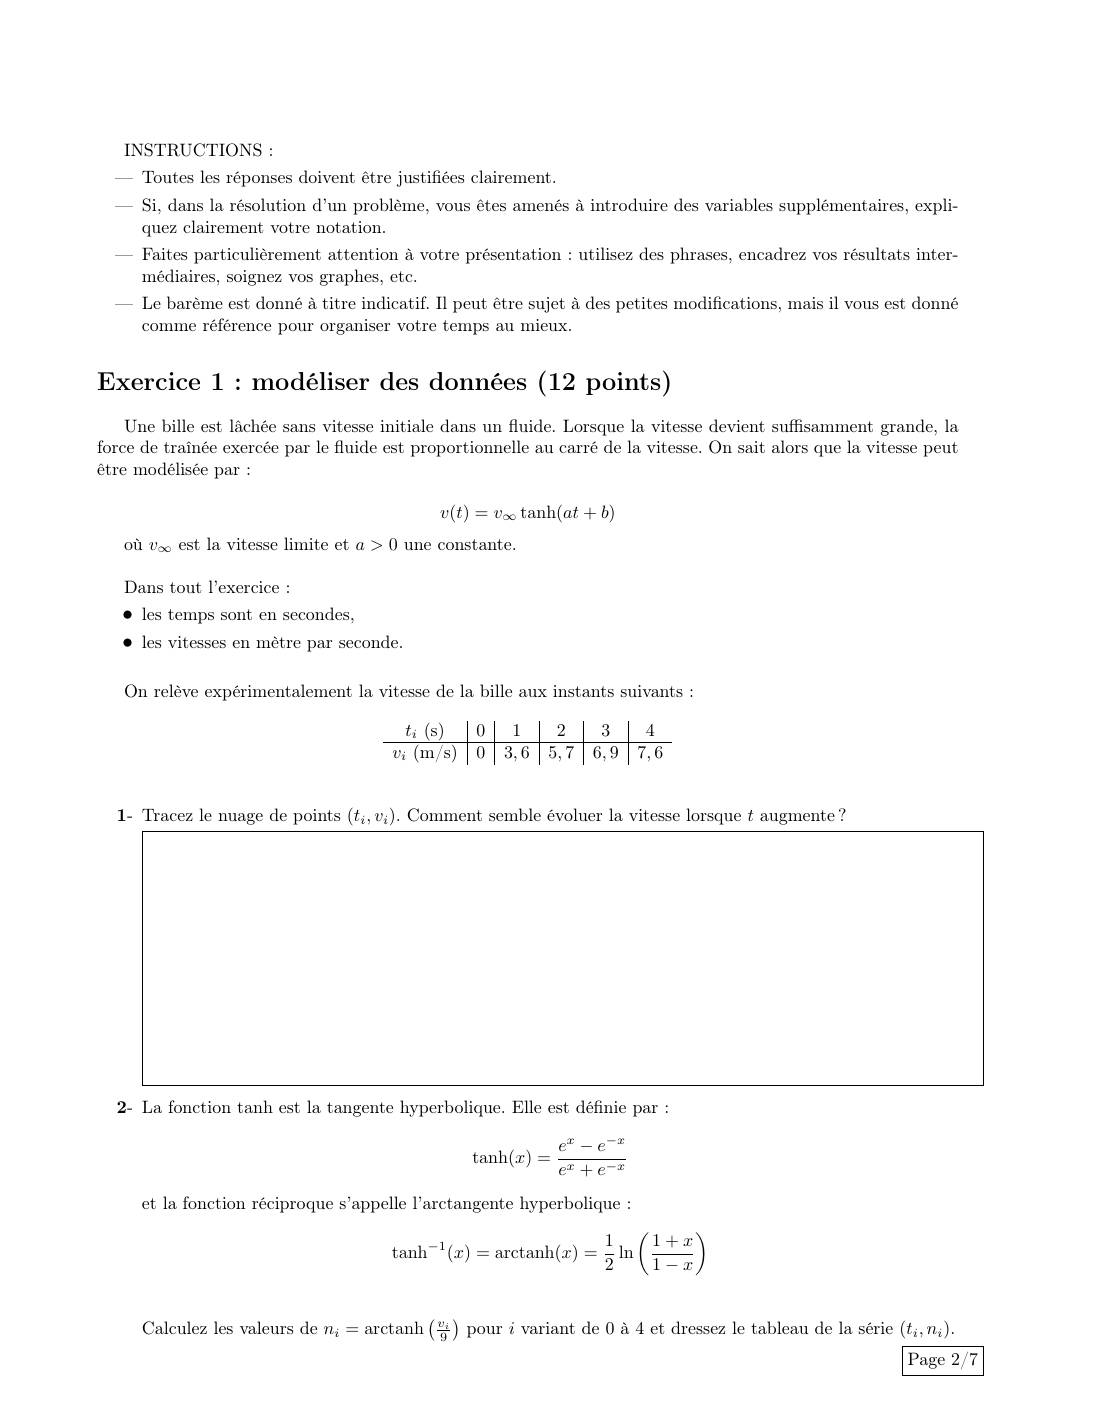 INSTRUCTIONS :
— Toutes les réponses doivent être justifiées clairement.
— Si, dans la résolution d'un problème, vous êtes amenés à introduire des variables supplémentaires, expli-
quez clairement votre notation.
— Faites particulièrement attention à votre présentation : utilisez des phrases, encadrez vos résultats inter-
médiaires, soignez vos graphes, etc.
— Le barème est donné à titre indicatif. Il peut être sujet à des petites modifications, mais il vous est donné
comme référence pour organiser votre temps au mieux.
Exercice 1 : modéliser des données (12 points)
Une bille est lâchée sans vitesse initiale dans un fluide. Lorsque la vitesse devient suffisamment grande, la
force de traînée exercée par le fluide est proportionnelle au carré de la vitesse. On sait alors que la vitesse peut
être modélisée par :
v(t) = v∞ tanh(at + b)
où v∞ est la vitesse limite et a > 0 une constante.
Dans tout l'exercice :
● les temps sont en secondes,
● les vitesses en mètre par seconde.
On relève expérimentalement la vitesse de la bille aux instants suivants :
tᵢ (s) | 0 | 1 | 2 | 3 | 4
vᵢ (m/s) | 0 | 3,6 | 5,7 | 6,9 | 7,6
1- Tracez le nuage de points (tᵢ, vᵢ). Comment semble évoluer la vitesse lorsque t augmente ?
2- La fonction tanh est la tangente hyperbolique. Elle est définie par :
tanh(x) = (eˣ − e⁻ˣ)/(eˣ + e⁻ˣ)
et la fonction réciproque s'appelle l'arctangente hyperbolique :
tanh⁻¹(x) = arctanh(x) = 1/2 ln((1 + x)/(1 − x))
Calculez les valeurs de nᵢ = arctanh(vᵢ/9) pour i variant de 0 à 4 et dressez le tableau de la série (tᵢ, nᵢ).
Page 2/7